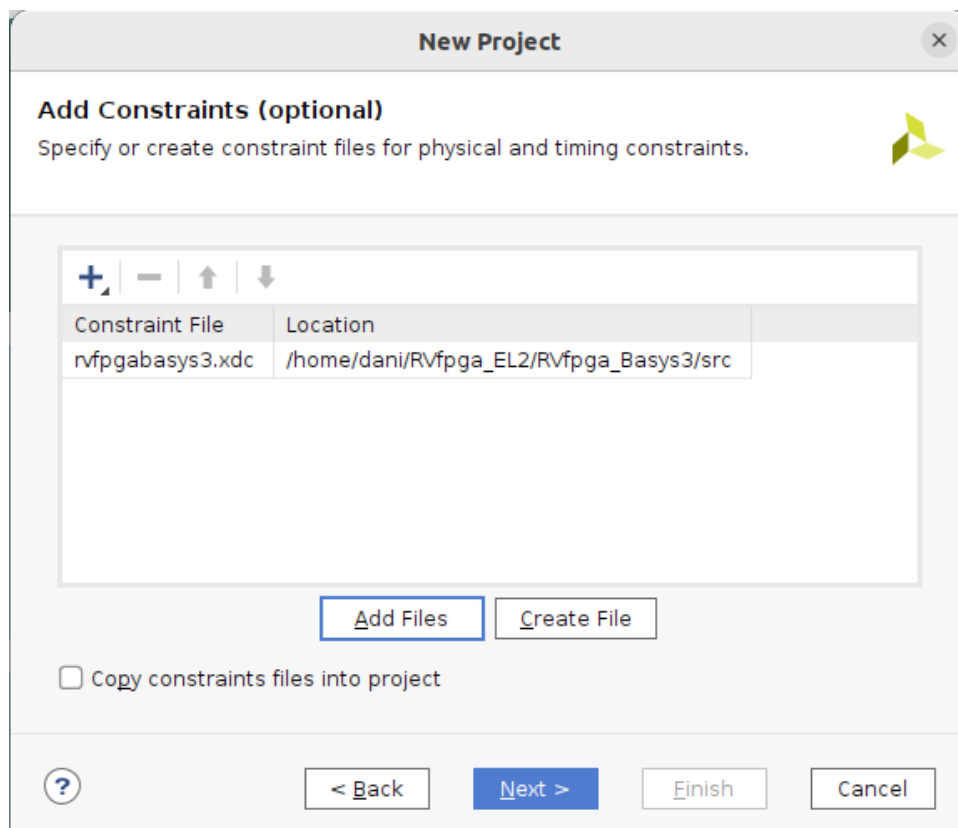 New Project
Add Constraints (optional)
Specify or create constraint files for physical and timing constraints.
Constraint File Location
rvfpgabasys3.xdc /home/dani/RVfpga_EL2/RVfpga_Basys3/src
Add Files Create File
Copy constraints files into project
? < Back Next > Finish Cancel